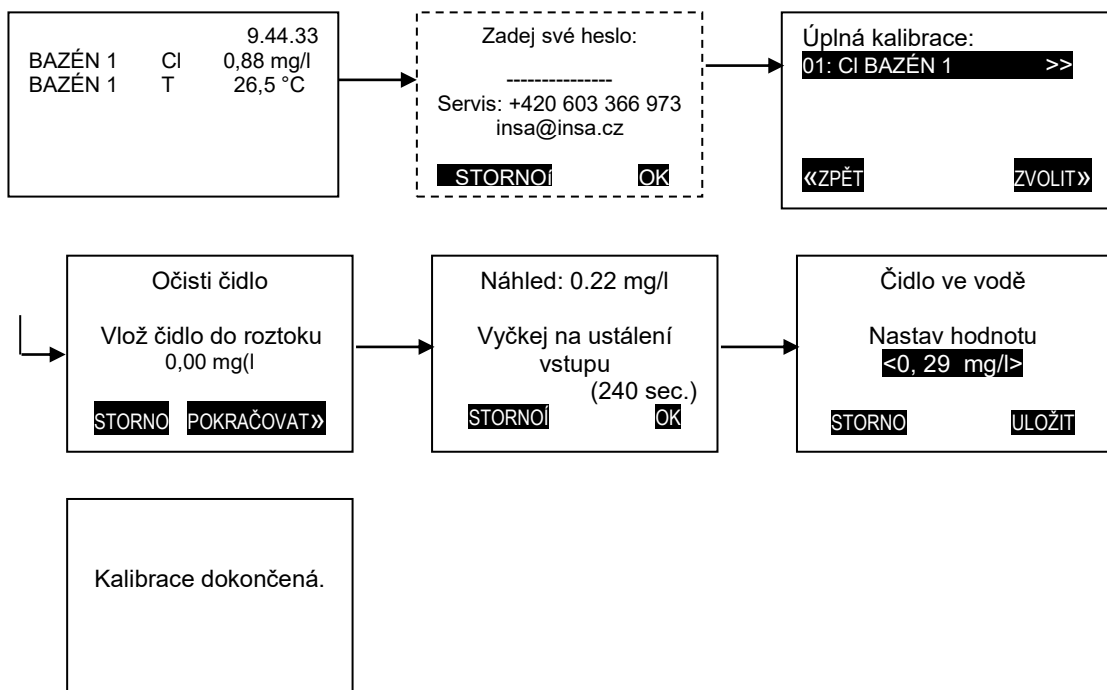 9.44.33
BAZÉN 1 Cl 0,88 mg/l
BAZÉN 1 T 26,5 °C
Zadej své heslo:
---------------
Servis: +420 603 366 973
insa@insa.cz
STORNOí OK
Úplná kalibrace:
01: Cl BAZÉN 1 >>
«ZPĚT ZVOLIT»
Očisti čidlo
Vlož čidlo do roztoku
0,00 mg(l
STORNO POKRAČOVAT»
Náhled: 0.22 mg/l
Vyčkej na ustálení
vstupu
(240 sec.)
STORNOÍ OK
Čidlo ve vodě
Nastav hodnotu
<0, 29 mg/l>
STORNO ULOŽIT
Kalibrace dokončená.